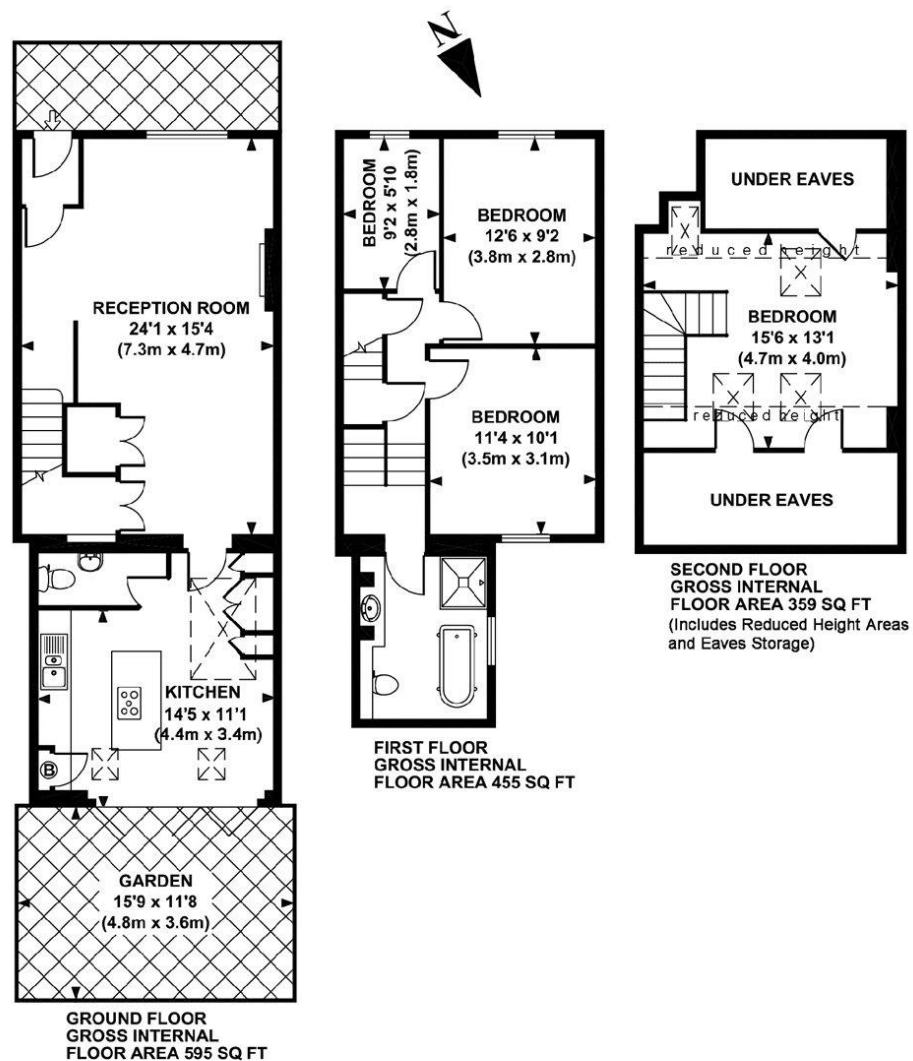 N
RECEPTION ROOM
24'1 x 15'4
(7.3m x 4.7m)
KITCHEN
14'5 x 11'1
(4.4m x 3.4m)
B
GARDEN
15'9 x 11'8
(4.8m x 3.6m)
GROUND FLOOR
GROSS INTERNAL
FLOOR AREA 595 SQ FT
BEDROOM
9'2 x 5'10
(2.8m x 1.8m)
BEDROOM
12'6 x 9'2
(3.8m x 2.8m)
BEDROOM
11'4 x 10'1
(3.5m x 3.1m)
FIRST FLOOR
GROSS INTERNAL
FLOOR AREA 455 SQ FT
UNDER EAVES
reduced height
BEDROOM
15'6 x 13'1
(4.7m x 4.0m)
reduced height
UNDER EAVES
SECOND FLOOR
GROSS INTERNAL
FLOOR AREA 359 SQ FT
(Includes Reduced Height Areas
and Eaves Storage)